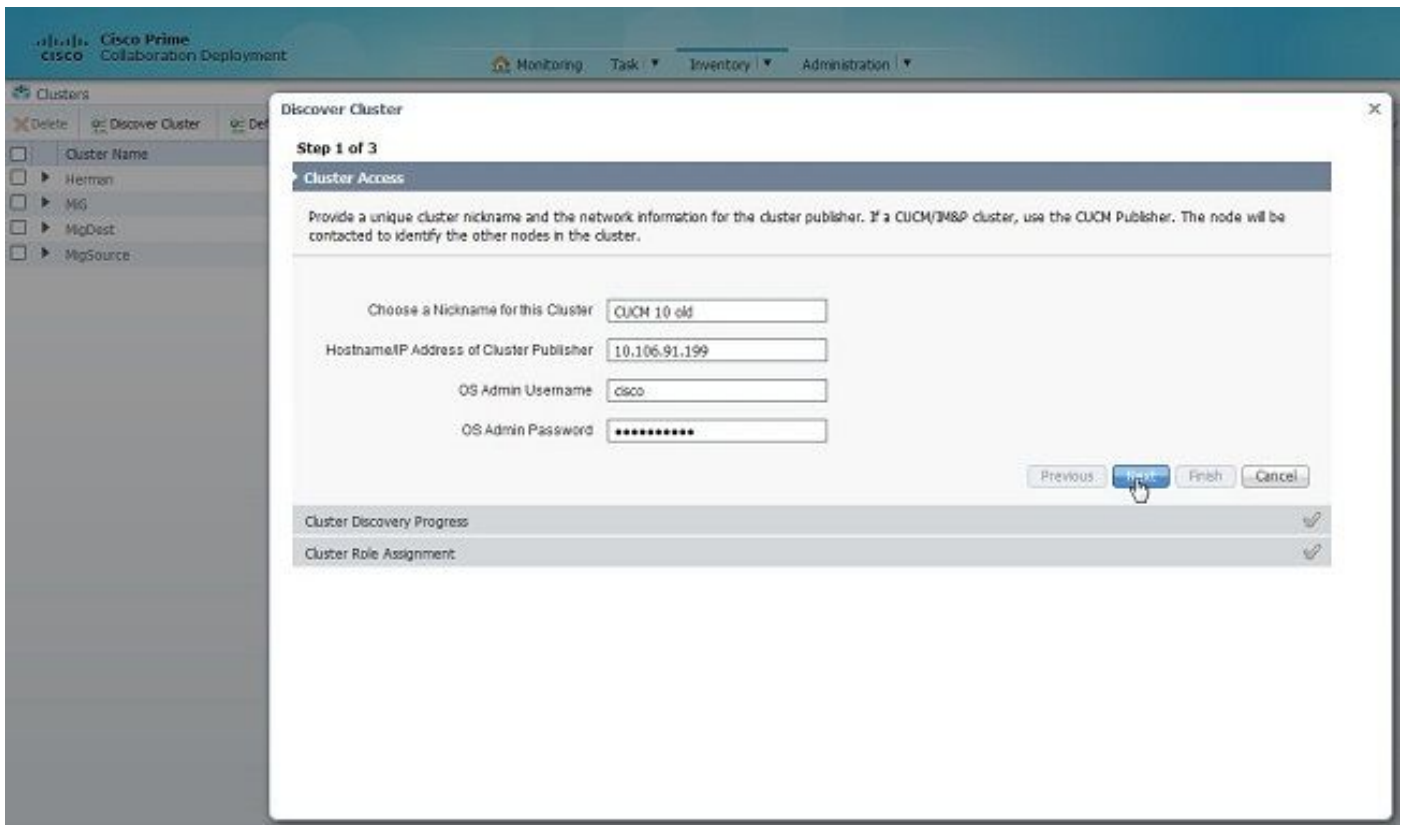 Cisco Prime
CISCO Collaboration Deployment
Monitoring Task Inventory Administration
Clusters
Delete Discover Cluster Def
Cluster Name
Herman
MiG
MigDest
MigSource
Discover Cluster
Step 1 of 3
Cluster Access
Provide a unique cluster nickname and the network information for the cluster publisher. If a CUCM/IM&P cluster, use the CUCM Publisher. The node will be
contacted to identify the other nodes in the cluster.
Choose a Nickname for this Cluster CUCM 10 old
Hostname/IP Address of Cluster Publisher 10.106.91.199
OS Admin Username cisco
OS Admin Password ••••••••••
Previous Next Finish Cancel
Cluster Discovery Progress
Cluster Role Assignment